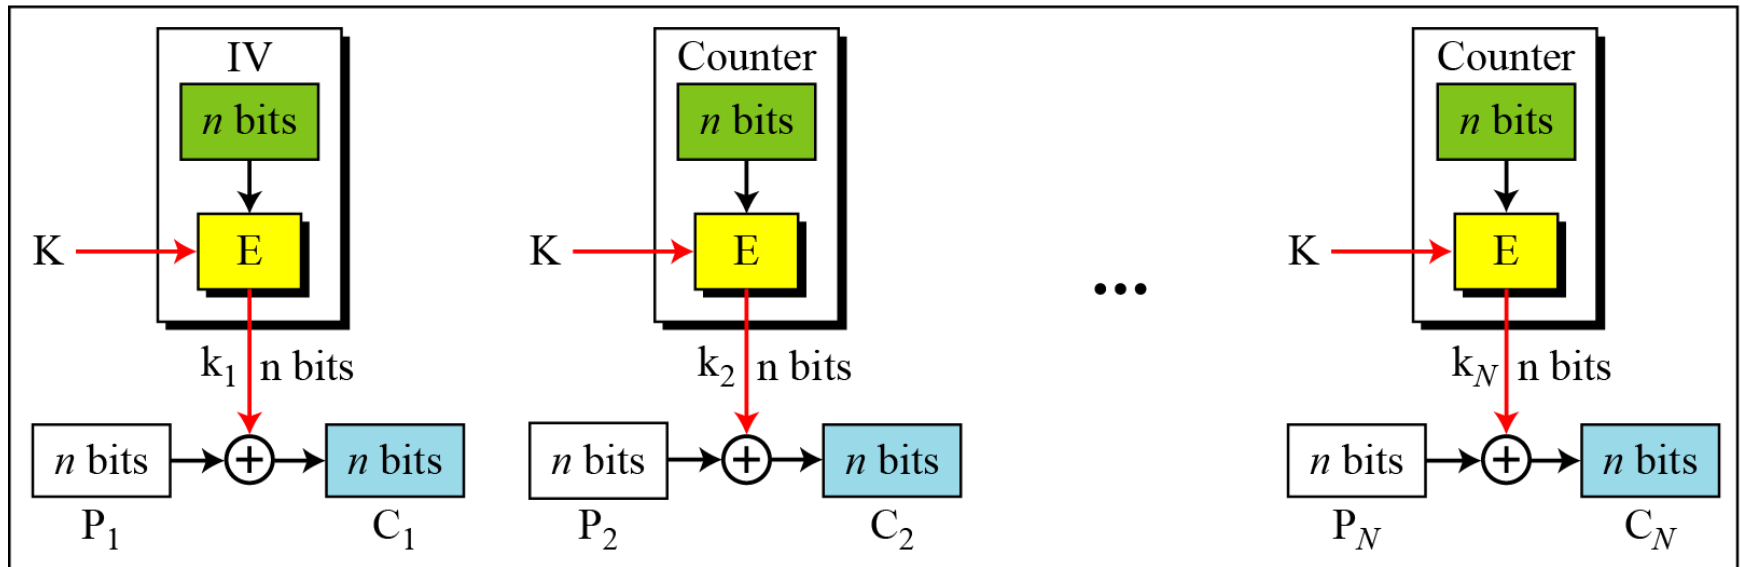 IV Counter Counter
n bits n bits n bits
K E K E K E
...
k1 n bits k2 n bits kN n bits
n bits + n bits n bits + n bits n bits + n bits
P1 C1 P2 C2 PN CN